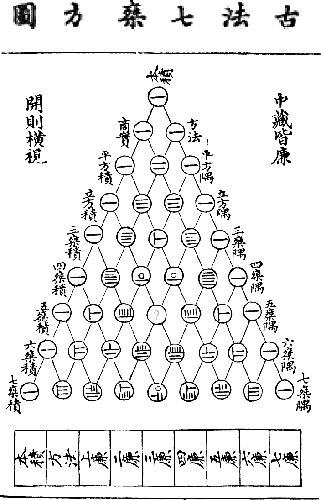 古法七乘方圖
中藏皆廉
開則橫視
本積
商實
方法
平方積
平方隅
立方積
立方隅
三乘積
三乘隅
四乘積
四乘隅
五乘積
五乘隅
六乘積
六乘隅
七乘積
七乘隅
本積
方法
上廉
二廉
三廉
四廉
五廉
六廉
七廉